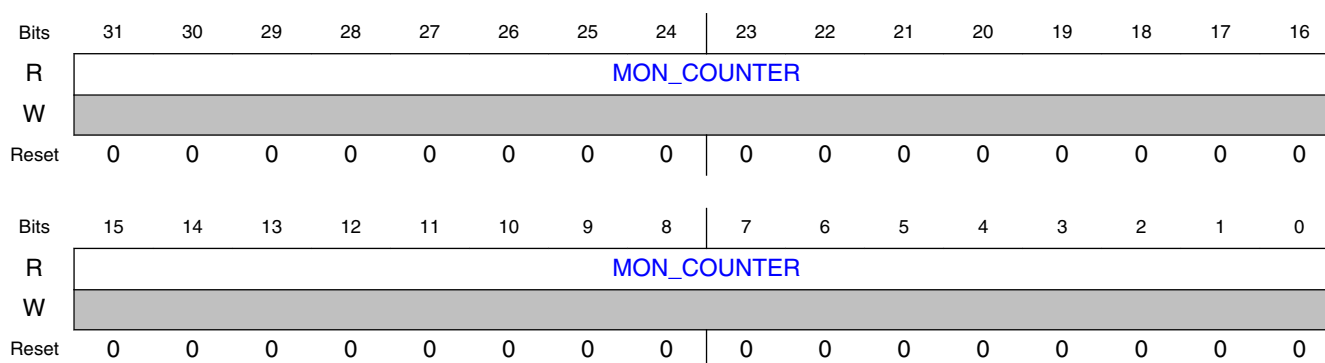 Bits 31 30 29 28 27 26 25 24 23 22 21 20 19 18 17 16
R MON_COUNTER
W
Reset 0 0 0 0 0 0 0 0 0 0 0 0 0 0 0 0
Bits 15 14 13 12 11 10 9 8 7 6 5 4 3 2 1 0
R MON_COUNTER
W
Reset 0 0 0 0 0 0 0 0 0 0 0 0 0 0 0 0